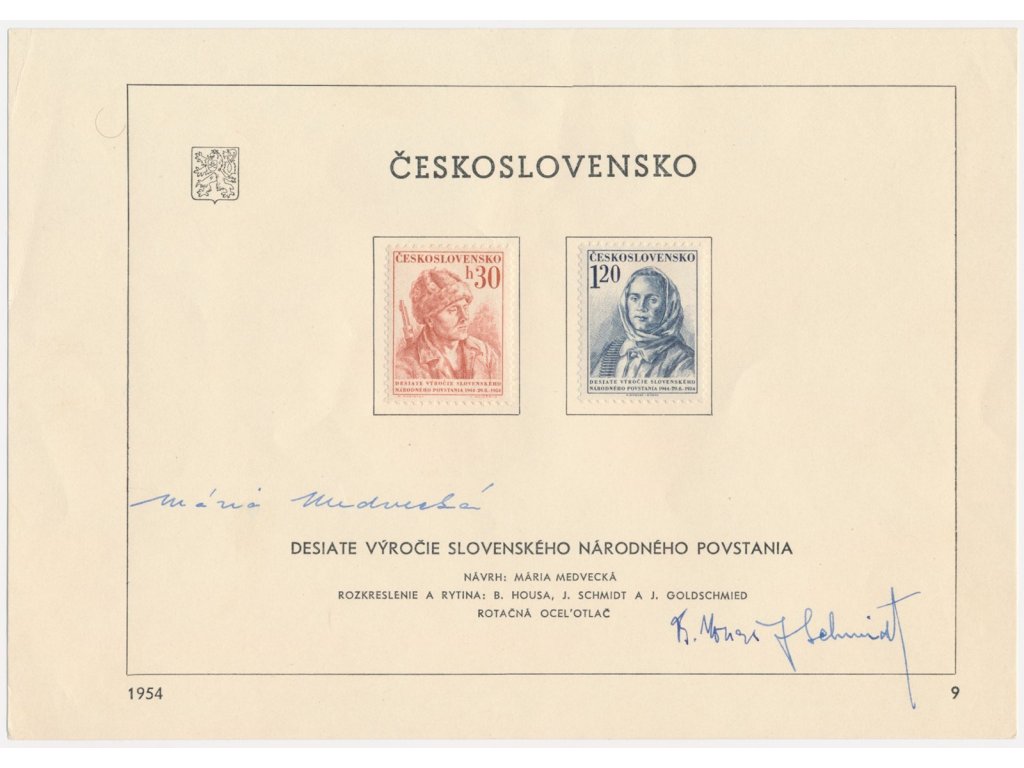 ČESKOSLOVENSKO
ČESKOSLOVENSKO
h30
DESIATE VÝROČIE SLOVENSKÉHO
NÁRODNÉHO POVSTANIA 1944-29.8.-1954
ČESKOSLOVENSKO
1.20
DESIATE VÝROČIE SLOVENSKÉHO
NÁRODNÉHO POVSTANIA 1944-29.8.-1954
Mária Medvecká
DESIATE VÝROČIE SLOVENSKÉHO NÁRODNÉHO POVSTANIA
NÁVRH: MÁRIA MEDVECKÁ
ROZKRESLENIE A RYTINA: B. HOUSA, J. SCHMIDT A J. GOLDSCHMIED
ROTAČNÁ OCEL'OTLAČ
B. Housa J Schmidt
1954
9